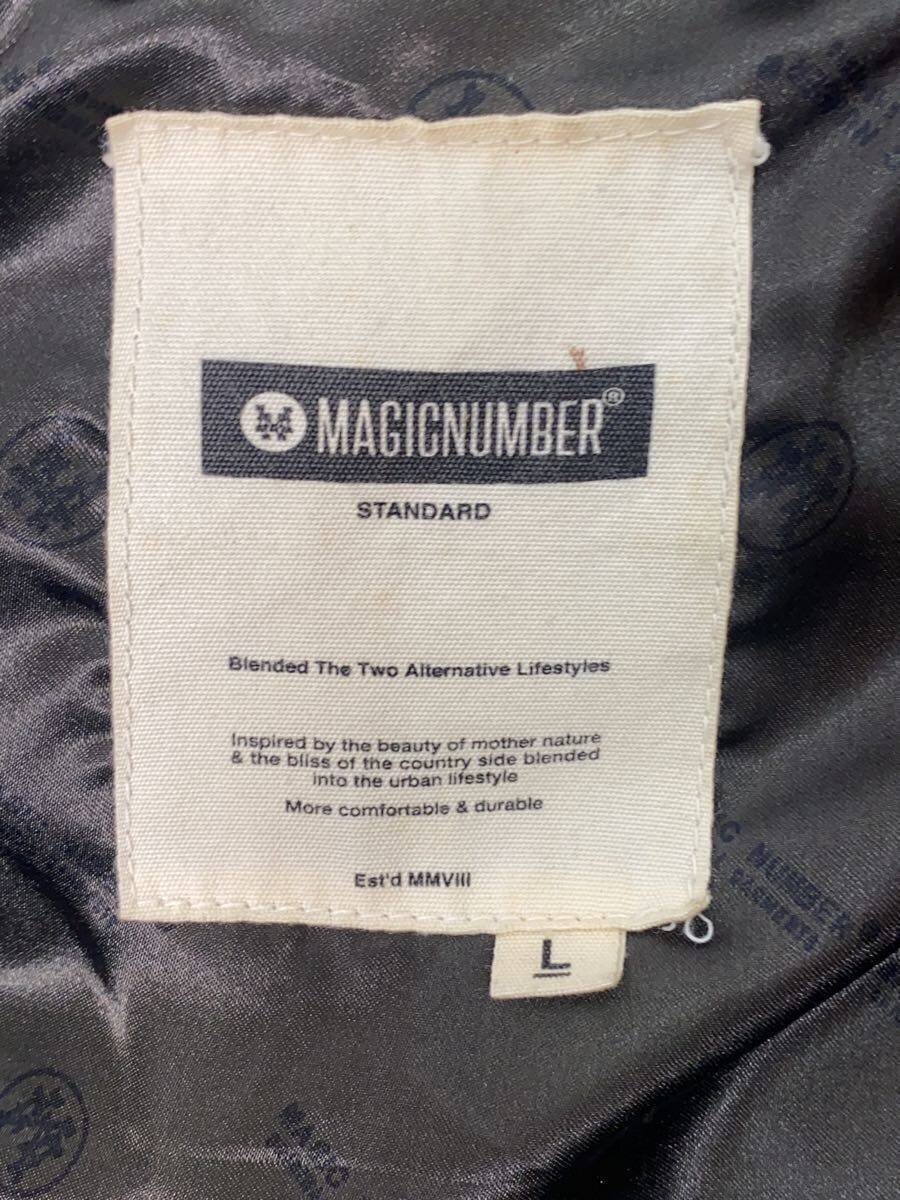 MAGICNUMBER®
STANDARD
Blended The Two Alternative Lifestyles
Inspired by the beauty of mother nature
& the bliss of the country side blended
into the urban lifestyle
More comfortable & durable
Est'd MMVIII
L
NUMBER